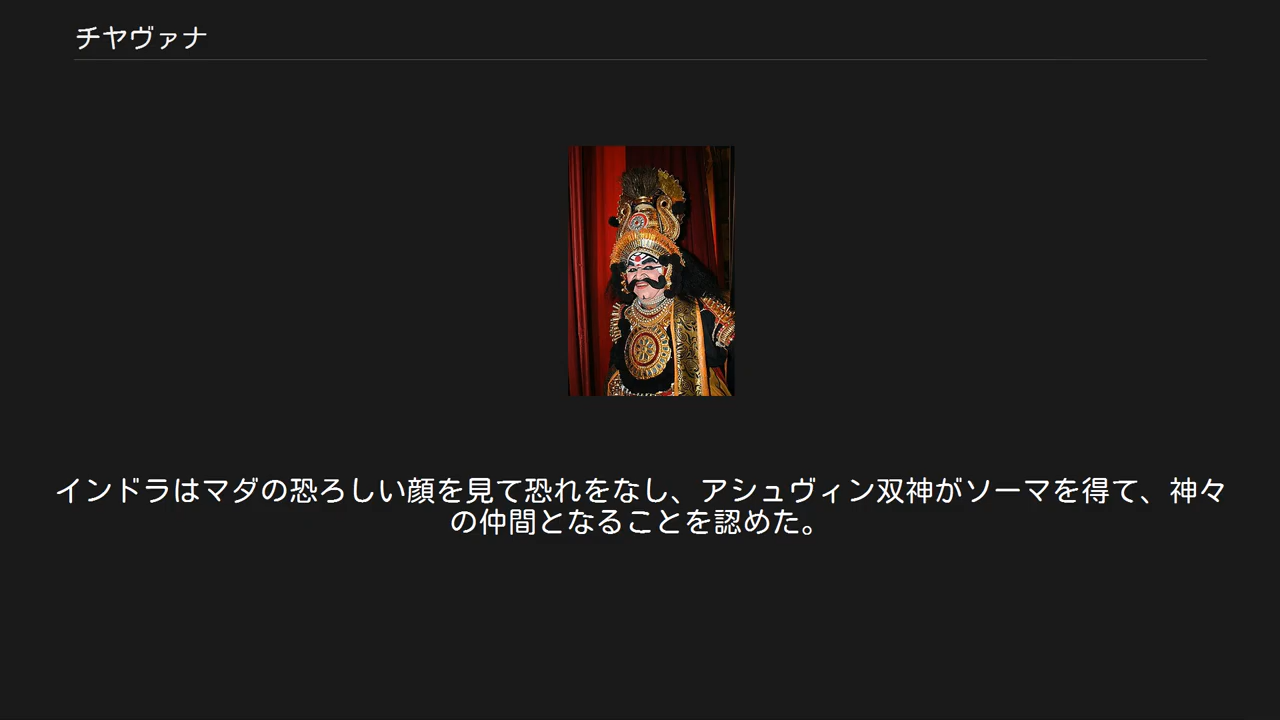 チヤヴァナ
インドラはマダの恐ろしい顔を見て恐れをなし、アシュヴィン双神がソーマを得て、神々
の仲間となることを認めた。